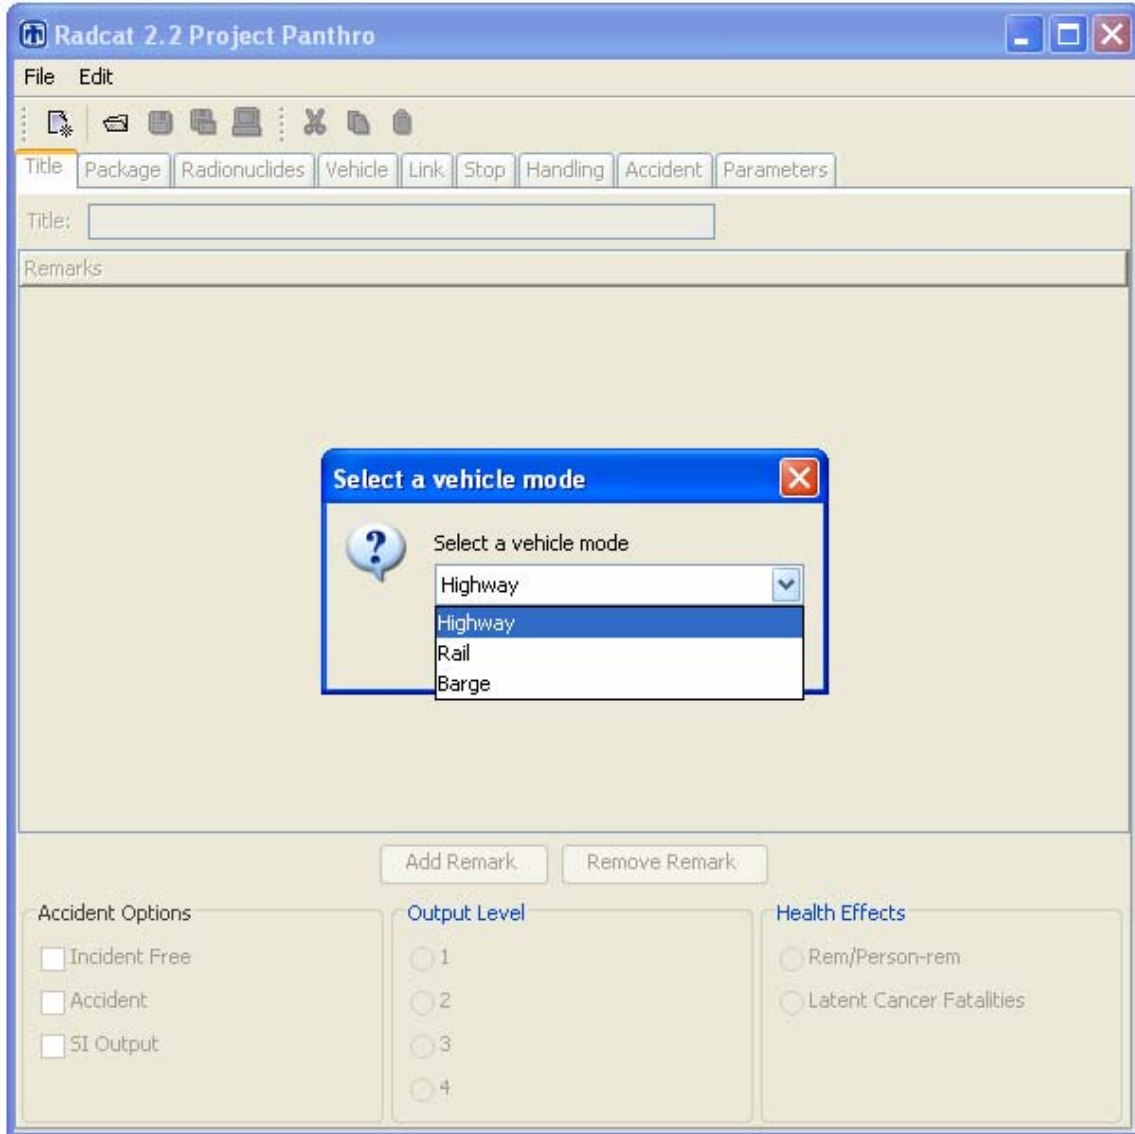 Radcat 2.2 Project Panthro
File Edit
Title Package Radionuclides Vehicle Link Stop Handling Accident Parameters
Title:
Remarks
Select a vehicle mode
Select a vehicle mode
Highway
Highway
Rail
Barge
Add Remark Remove Remark
Accident Options
Incident Free
Accident
SI Output
Output Level
1
2
3
4
Health Effects
Rem/Person-rem
Latent Cancer Fatalities